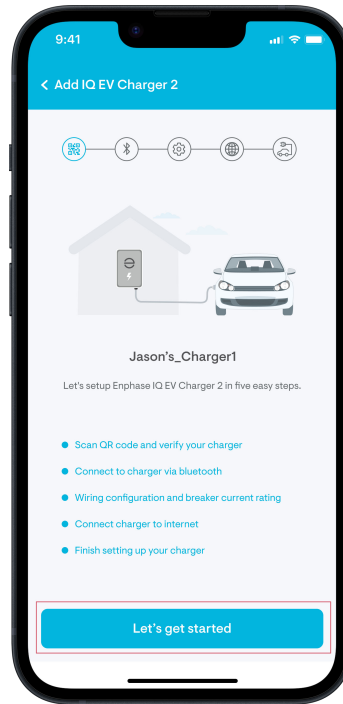 9:41
Add IQ EV Charger 2
Jason's_Charger1
Let's setup Enphase IQ EV Charger 2 in five easy steps.
Scan QR code and verify your charger
Connect to charger via bluetooth
Wiring configuration and breaker current rating
Connect charger to internet
Finish setting up your charger
Let's get started